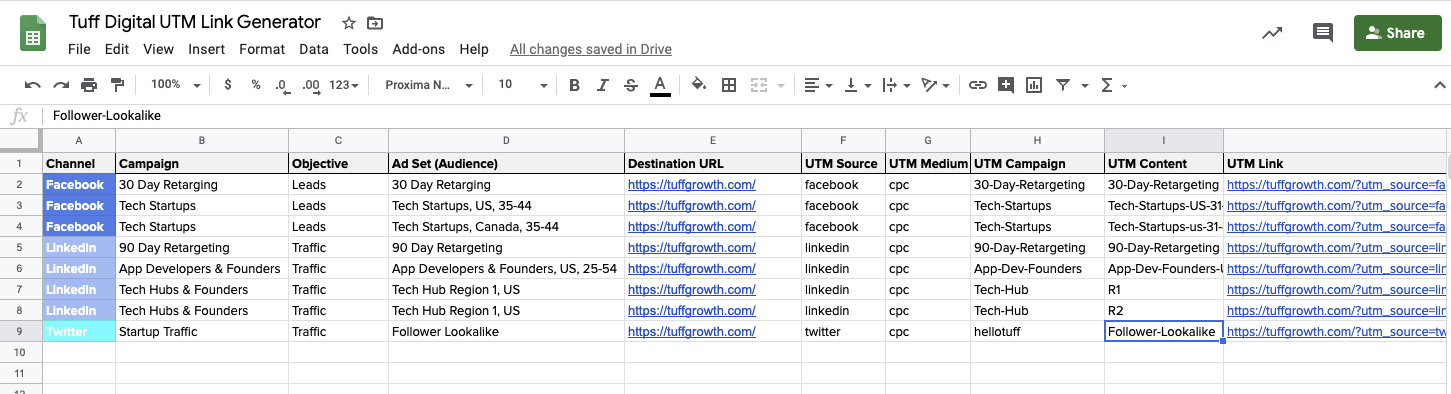 Tuff Digital UTM Link Generator
File Edit View Insert Format Data Tools Add-ons Help All changes saved in Drive
Share
100% $ % .0 .00 123 Proxima N... 10 B I S A
fx Follower-Lookalike
A B C D E F G H I
1 Channel Campaign Objective Ad Set (Audience) Destination URL UTM Source UTM Medium UTM Campaign UTM Content UTM Link
2 Facebook 30 Day Retarging Leads 30 Day Retarging https://tuffgrowth.com/ facebook cpc 30-Day-Retargeting 30-Day-Retargeting https://tuffgrowth.com/?utm_source=fa
3 Facebook Tech Startups Leads Tech Startups, US, 35-44 https://tuffgrowth.com/ facebook cpc Tech-Startups Tech-Startups-US-31- https://tuffgrowth.com/?utm_source=fa
4 Facebook Tech Startups Leads Tech Startups, Canada, 35-44 https://tuffgrowth.com/ facebook cpc Tech-Startups Tech-Startups-us-31- https://tuffgrowth.com/?utm_source=fa
5 LinkedIn 90 Day Retargeting Traffic 90 Day Retargeting https://tuffgrowth.com/ linkedin cpc 90-Day-Retargeting 90-Day-Retargeting https://tuffgrowth.com/?utm_source=lin
6 LinkedIn App Developers & Founders Traffic App Developers & Founders, US, 25-54 https://tuffgrowth.com/ linkedin cpc App-Dev-Founders App-Dev-Founders-U https://tuffgrowth.com/?utm_source=lin
7 LinkedIn Tech Hubs & Founders Traffic Tech Hub Region 1, US https://tuffgrowth.com/ linkedin cpc Tech-Hub R1 https://tuffgrowth.com/?utm_source=lin
8 LinkedIn Tech Hubs & Founders Traffic Tech Hub Region 1, US https://tuffgrowth.com/ linkedin cpc Tech-Hub R2 https://tuffgrowth.com/?utm_source=lin
9 Twitter Startup Traffic Traffic Follower Lookalike https://tuffgrowth.com/ twitter cpc hellotuff Follower-Lookalike https://tuffgrowth.com/?utm_source=tw
10
11